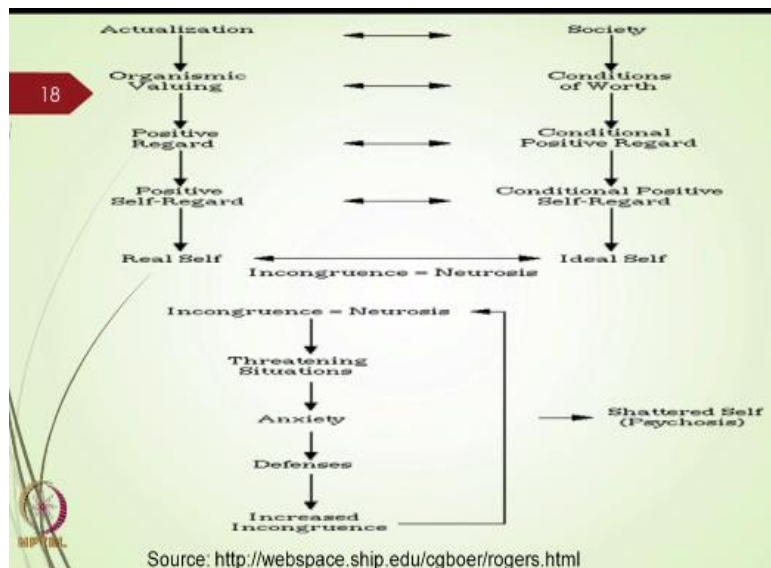 Actualization
Society
18
Organismic
Valuing
Conditions
of Worth
Positive
Regard
Conditional
Positive Regard
Positive
Self-Regard
Conditional Positive
Self-Regard
Real Self
Ideal Self
Incongruence = Neurosis
Incongruence = Neurosis
Threatening
Situations
Anxiety
Shattered Self
(Psychosis)
Defenses
Increased
Incongruence
NPTEL
Source: http://webspace.ship.edu/cgboer/rogers.html